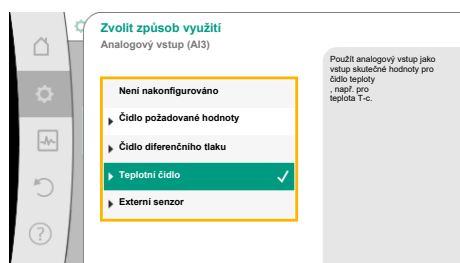 Zvolit způsob využití
Analogový vstup (AI3)
Není nakonfigurováno
Čidlo požadované hodnoty
Čidlo diferenčního tlaku
Teplotní čidlo
Externí senzor
Použít analogový vstup jako
vstup skutečné hodnoty pro
čidlo teploty
, např. pro
teplota T-c.